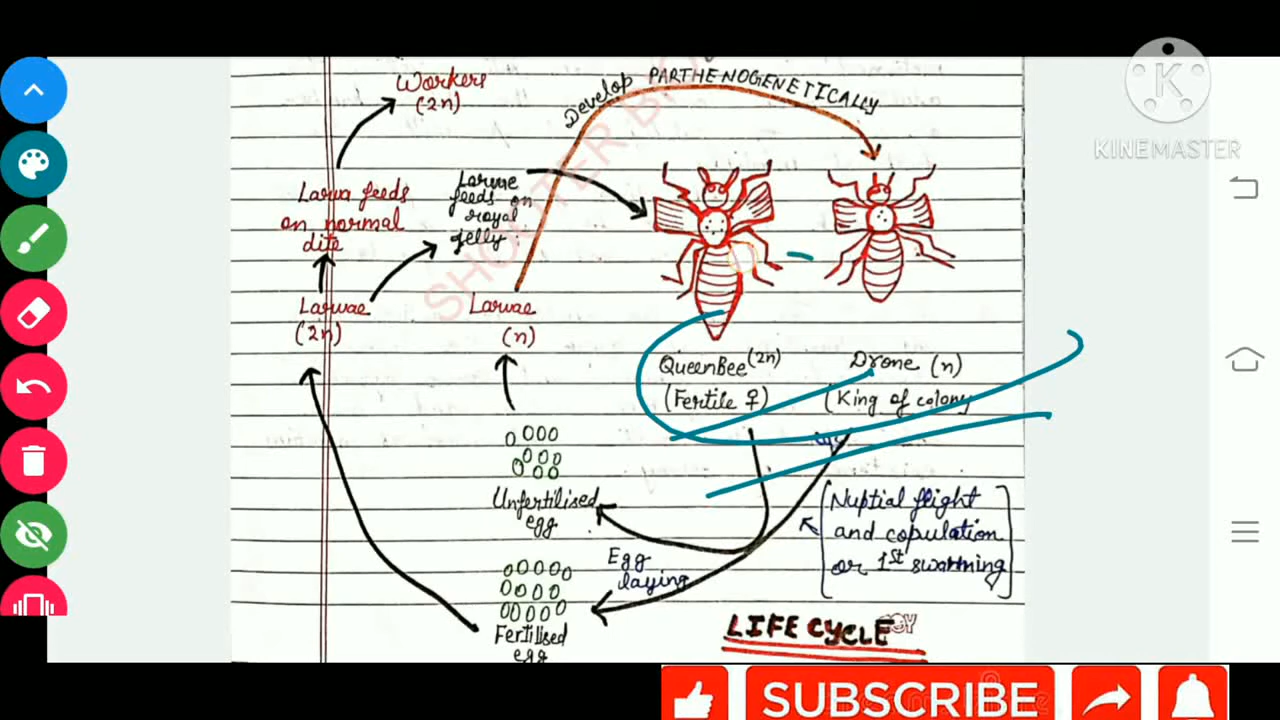 KINEMASTER
Workers
(2n)
Develop PARTHENOGENETICALLY
Larva feeds
on normal
dite
Larvae
feeds on
royal
Jelly
Larvae
(2n)
Larvae
(n)
QueenBee (2n)
(Fertile ♀)
Drone (n)
(King of colony
Unfertilised
egg
Nuptial flight
and copulation
or 1st swarming
Egg
laying
Fertilised
egg
LIFE CYCLE
SUBSCRIBE